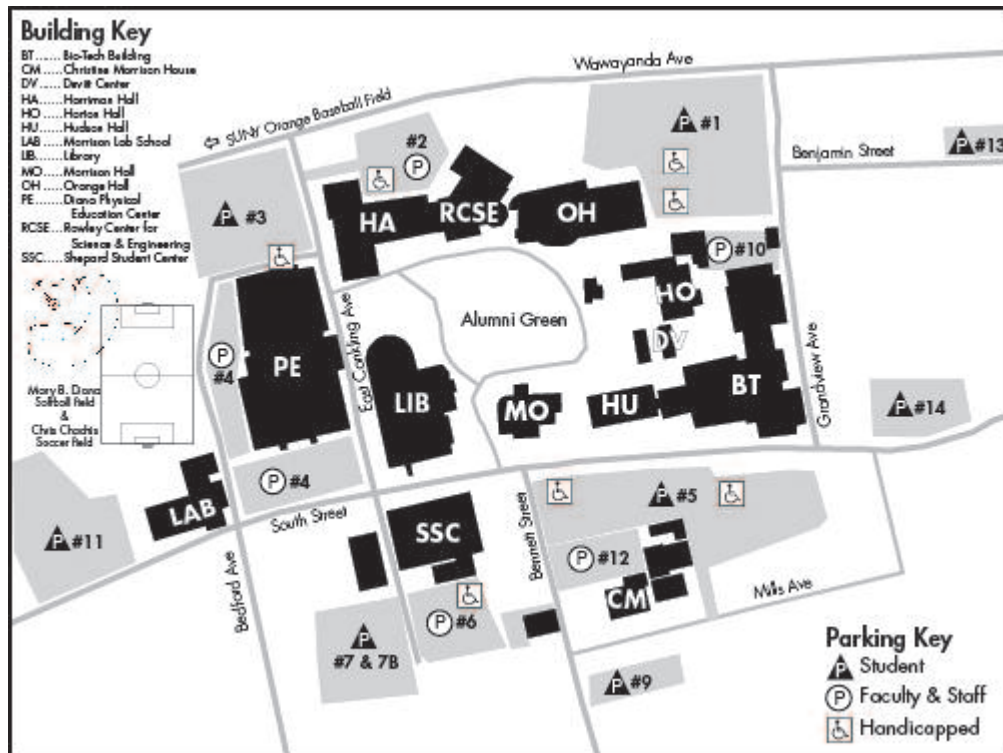 Building Key
BT......Bio-Tech Building
CM....Christine Morrison House
DV.....Devitt Center
HA.....Harriman Hall
HO.....Horton Hall
HU.....Hudson Hall
LAB....Morrison Lab School
LIB.....Library
MO....Morrison Hall
OH.....Orange Hall
PE.......Diana Physical
Education Center
RCSE...Rowley Center for
Science & Engineering
SSC....Shepard Student Center
Wawayanda Ave
SUNY Orange Baseball Field
#2
P
P #1
Benjamin Street
P #13
P #3
HA
RCSE
OH
P #10
HO
DV
Alumni Green
East Conkling Ave
Grandview Ave
P
#4
PE
LIB
MO
HU
BT
P #14
Mary B. Diana
Softball Field
&
Chris Chachis
Soccer Field
P #4
LAB
South Street
P #5
P #11
SSC
Bennett Street
P #12
CM
Mills Ave
Bedford Ave
P #6
P
#7 & 7B
P #9
Parking Key
P Student
P Faculty & Staff
Handicapped